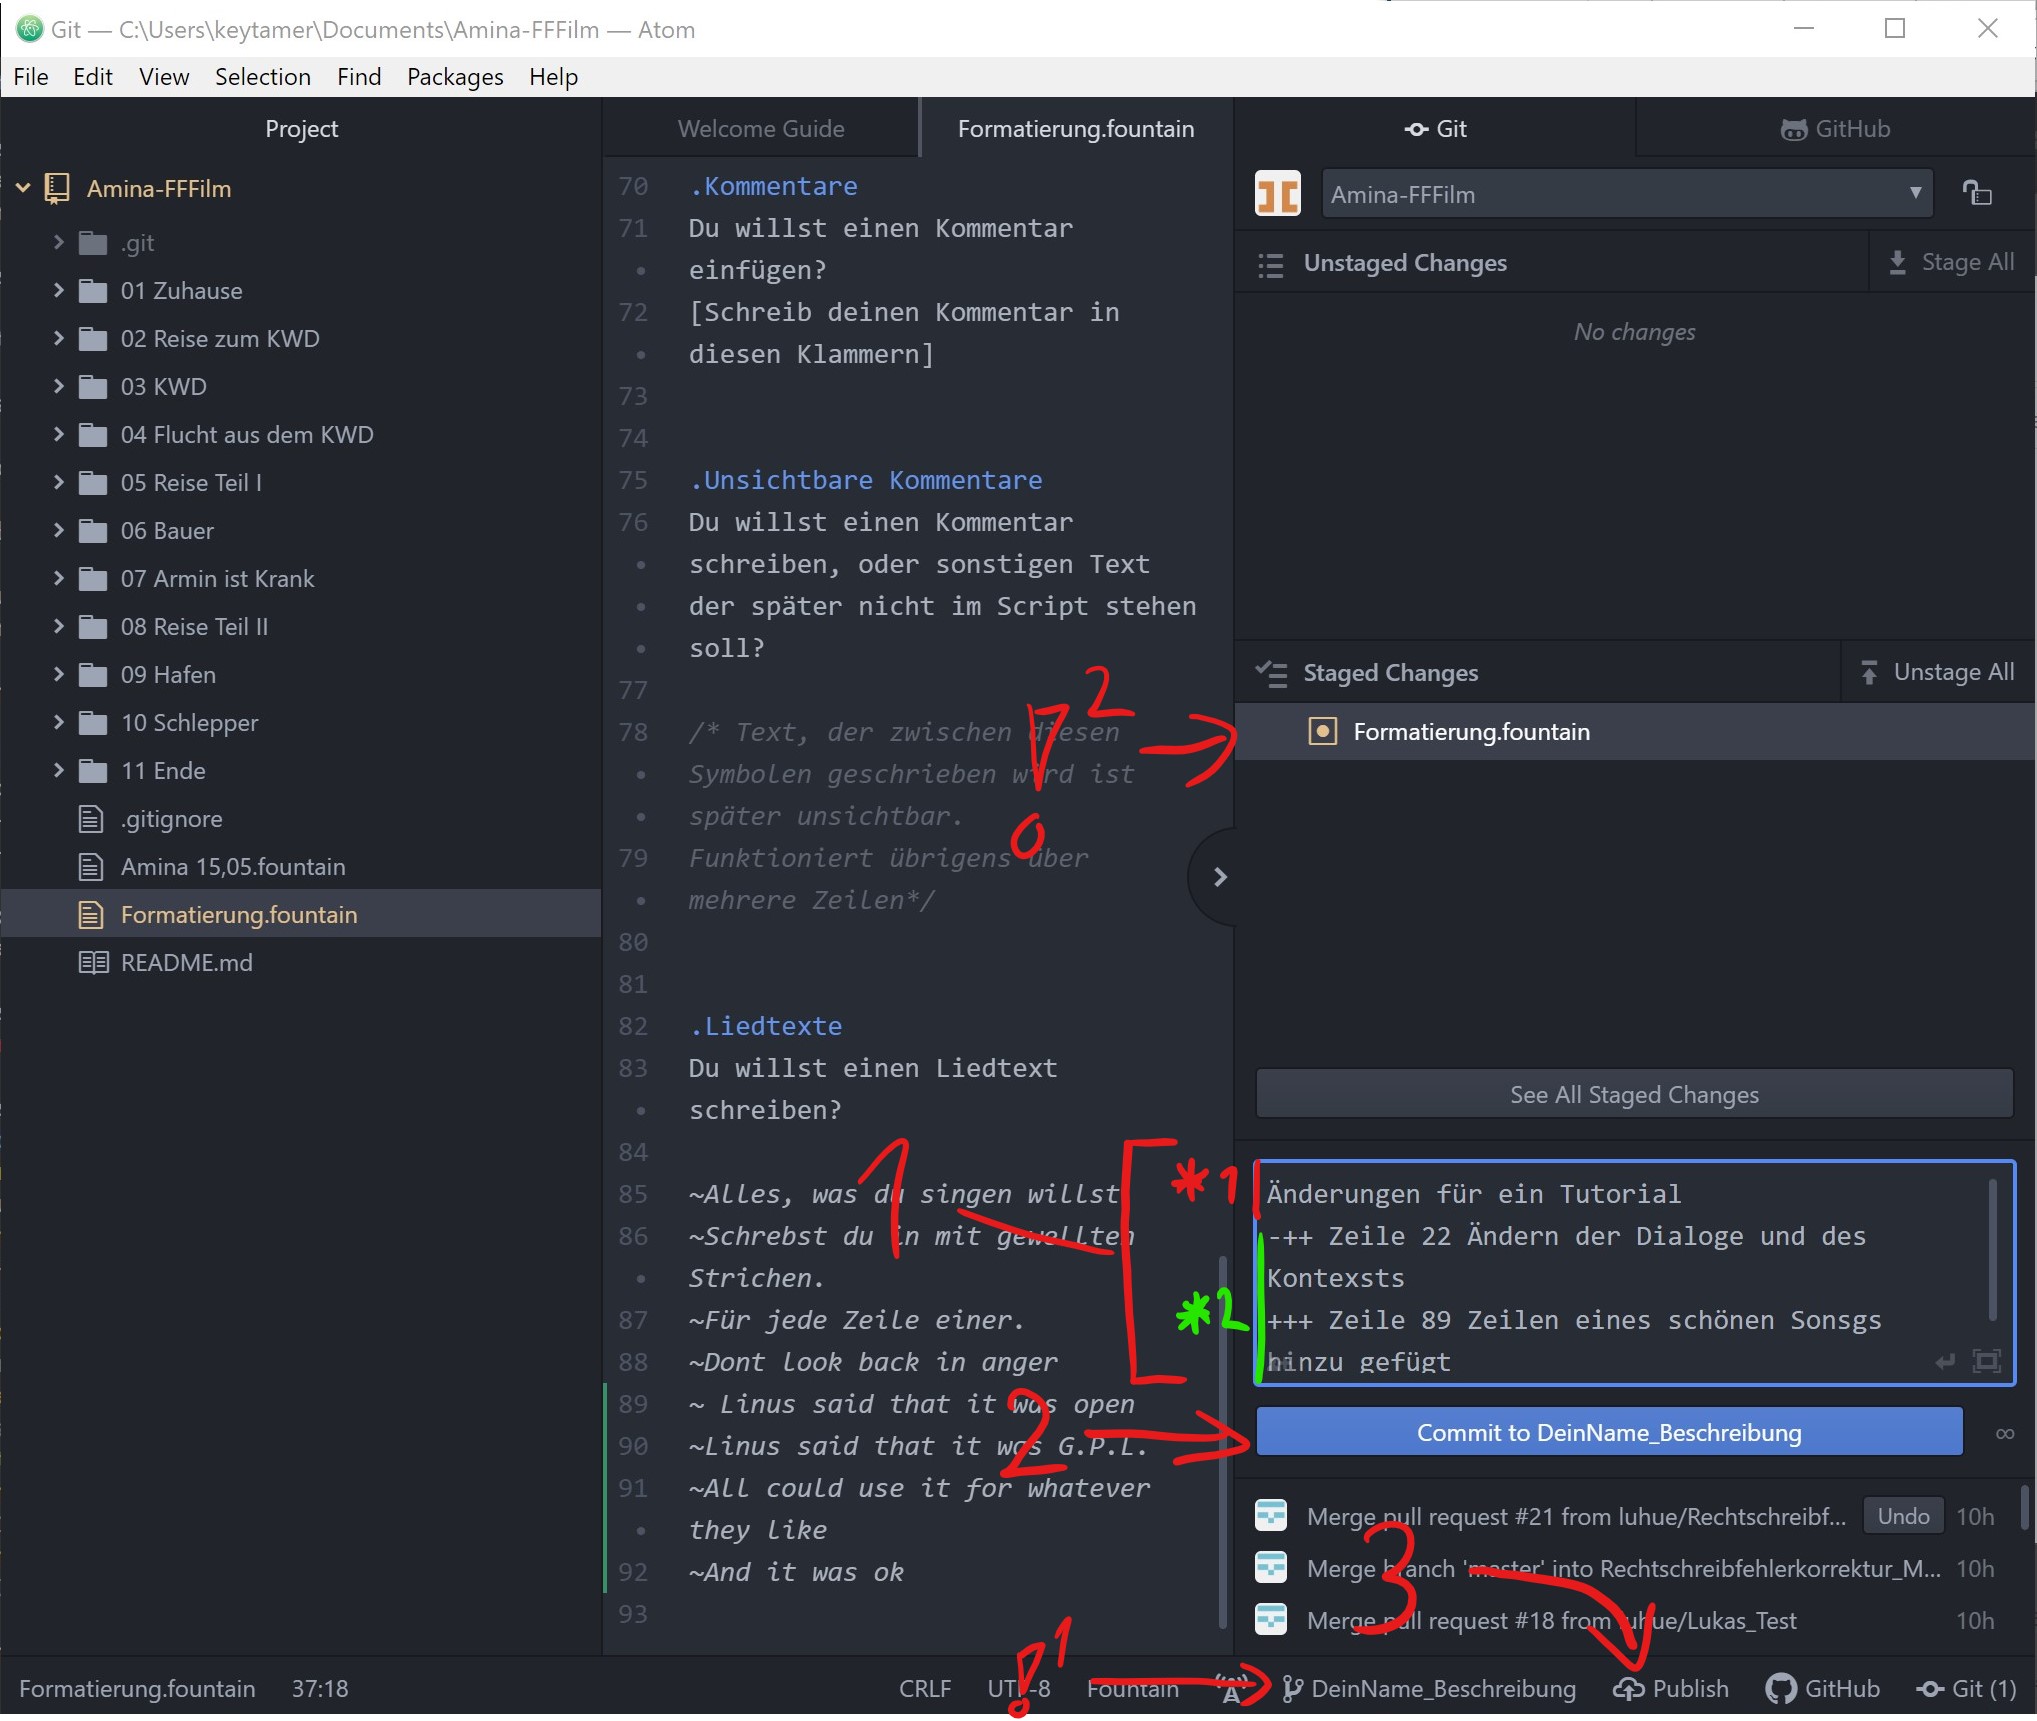 Git — C:\Users\keytamer\Documents\Amina-FFFilm — Atom
File Edit View Selection Find Packages Help
Project
Amina-FFFilm
.git
01 Zuhause
02 Reise zum KWD
03 KWD
04 Flucht aus dem KWD
05 Reise Teil I
06 Bauer
07 Armin ist Krank
08 Reise Teil II
09 Hafen
10 Schlepper
11 Ende
.gitignore
Amina 15,05.fountain
Formatierung.fountain
README.md
Welcome Guide
Formatierung.fountain
70 .Kommentare
71 Du willst einen Kommentar
• einfügen?
72 [Schreib deinen Kommentar in
• diesen Klammern]
73
74
75 .Unsichtbare Kommentare
76 Du willst einen Kommentar
• schreiben, oder sonstigen Text
• der später nicht im Script stehen
• soll?
77
78 /* Text, der zwischen diesen
• Symbolen geschrieben wird ist
• später unsichtbar.
79 Funktioniert übrigens über
• mehrere Zeilen*/
80
81
82 .Liedtexte
83 Du willst einen Liedtext
• schreiben?
84
85 ~Alles, was du singen willst
86 ~Schrebst du in mit gewellten
• Strichen.
87 ~Für jede Zeile einer.
88 ~Dont look back in anger
89 ~ Linus said that it was open
90 ~Linus said that it was G.P.L.
91 ~All could use it for whatever
• they like
92 ~And it was ok
93
!2
1
*1
*2
2
3
!1
Git
GitHub
Amina-FFFilm
Unstaged Changes
Stage All
No changes
Staged Changes
Unstage All
Formatierung.fountain
See All Staged Changes
Änderungen für ein Tutorial
-++ Zeile 22 Ändern der Dialoge und des
Kontexsts
+++ Zeile 89 Zeilen eines schönen Sonsgs
hinzu gefügt
Commit to DeinName_Beschreibung
∞
Merge pull request #21 from luhue/Rechtschreibf... Undo 10h
Merge branch 'master' into Rechtschreibfehlerkorrektur_M... 10h
Merge pull request #18 from luhue/Lukas_Test 10h
Formatierung.fountain 37:18 CRLF UTF-8 Fountain DeinName_Beschreibung Publish GitHub Git (1)